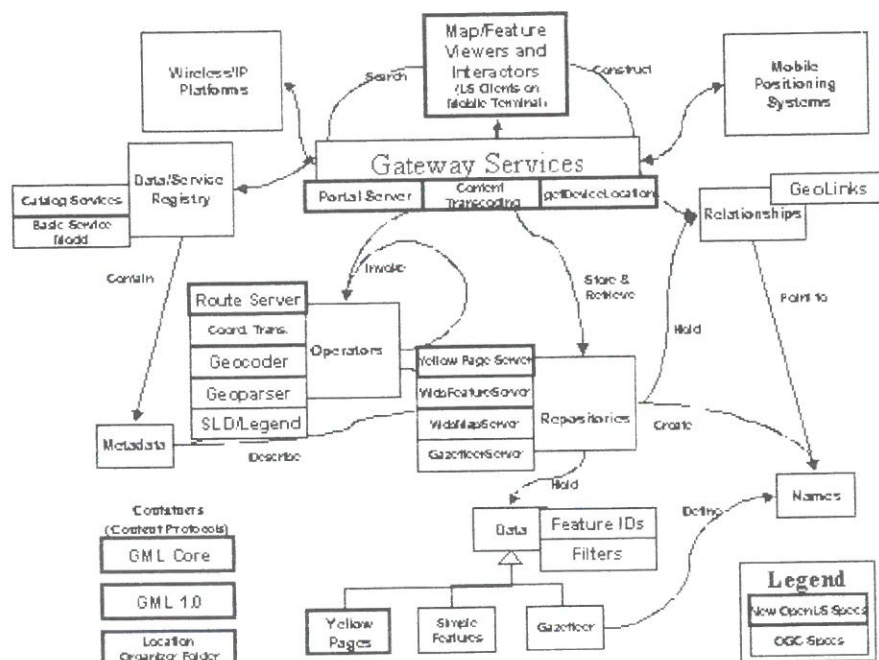 Map/Feature
Viewers and
Interactors
(LS Clients on
Mobile Terminal)
Wireless/IP
Platforms
Search
Construct
Mobile
Positioning
Systems
Gateway Services
Portal Server
Content
Transcoding
getDeviceLocation
Data/Service
Registry
Catalog Services
Basic Service
Model
GeoLinks
Relationships
Contain
Invoke
Store &
Retrieve
Hold
Point to
Route Server
Coord. Trans.
Geocoder
Geoparser
SLD/Legend
Operators
Yellow Page Server
WebFeatureServer
WebMapServer
GazetteerServer
Repositories
Metadata
Describe
Create
Names
Hold
Define
Data
Feature IDs
Filters
Containers
(Content Protocols)
GML Core
GML 1.0
Location
Organizer Folder
Yellow
Pages
Simple
Features
Gazetteer
Legend
New OpenLS Specs
OGC Specs